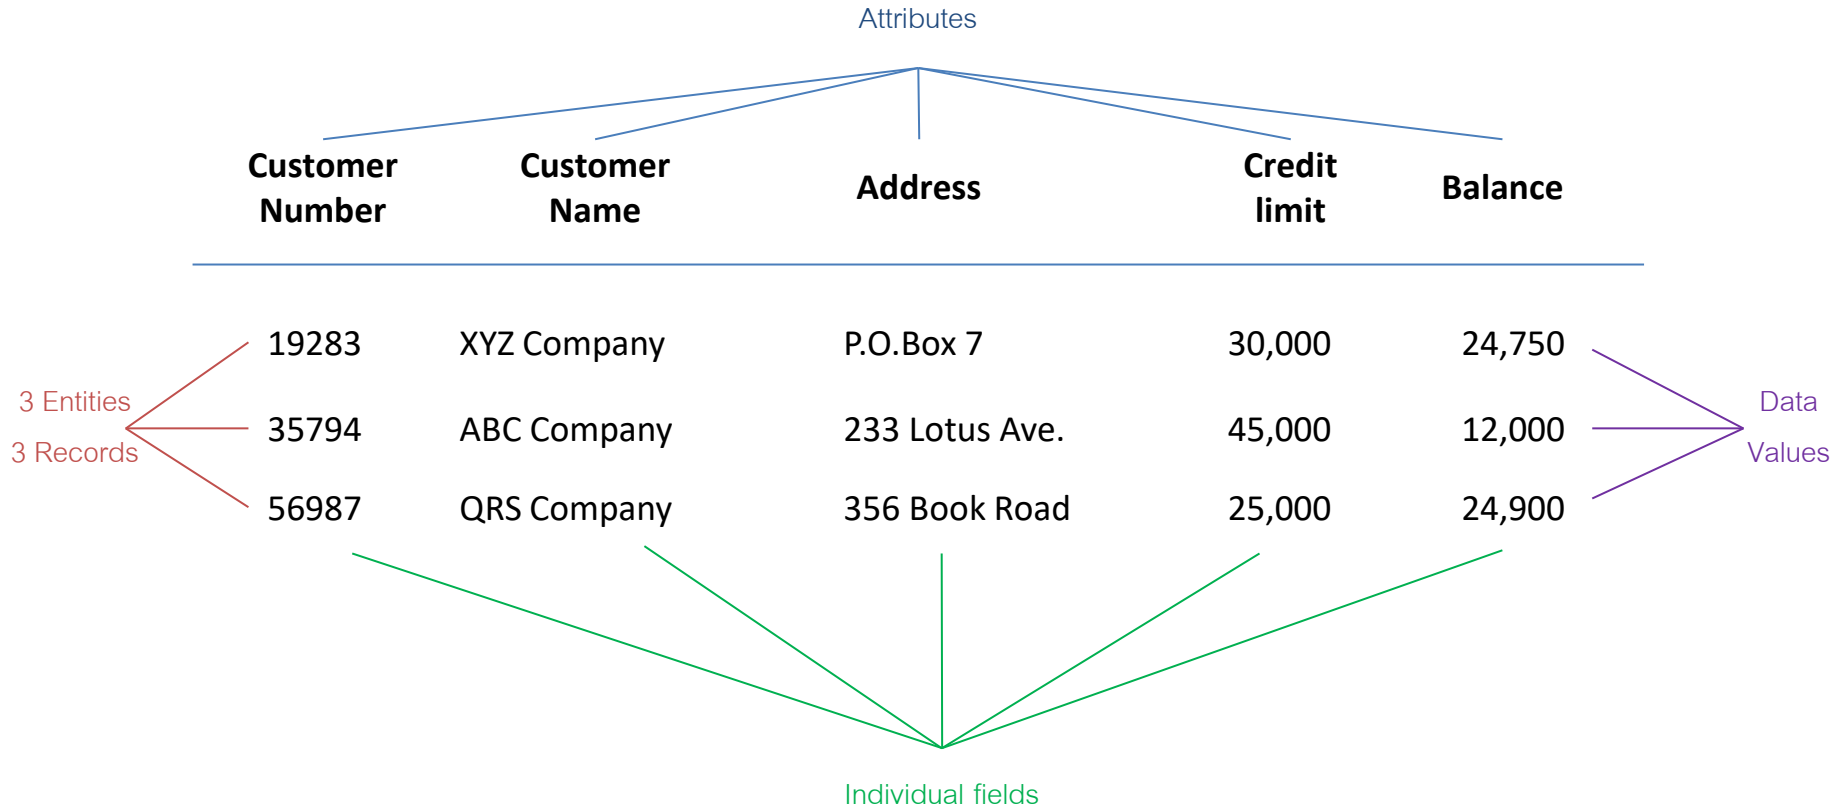 Attributes
Customer Number
Customer Name
Address
Credit limit
Balance
19283 XYZ Company P.O.Box 7 30,000 24,750
3 Entities
3 Records
35794 ABC Company 233 Lotus Ave. 45,000 12,000
Data
Values
56987 QRS Company 356 Book Road 25,000 24,900
Individual fields